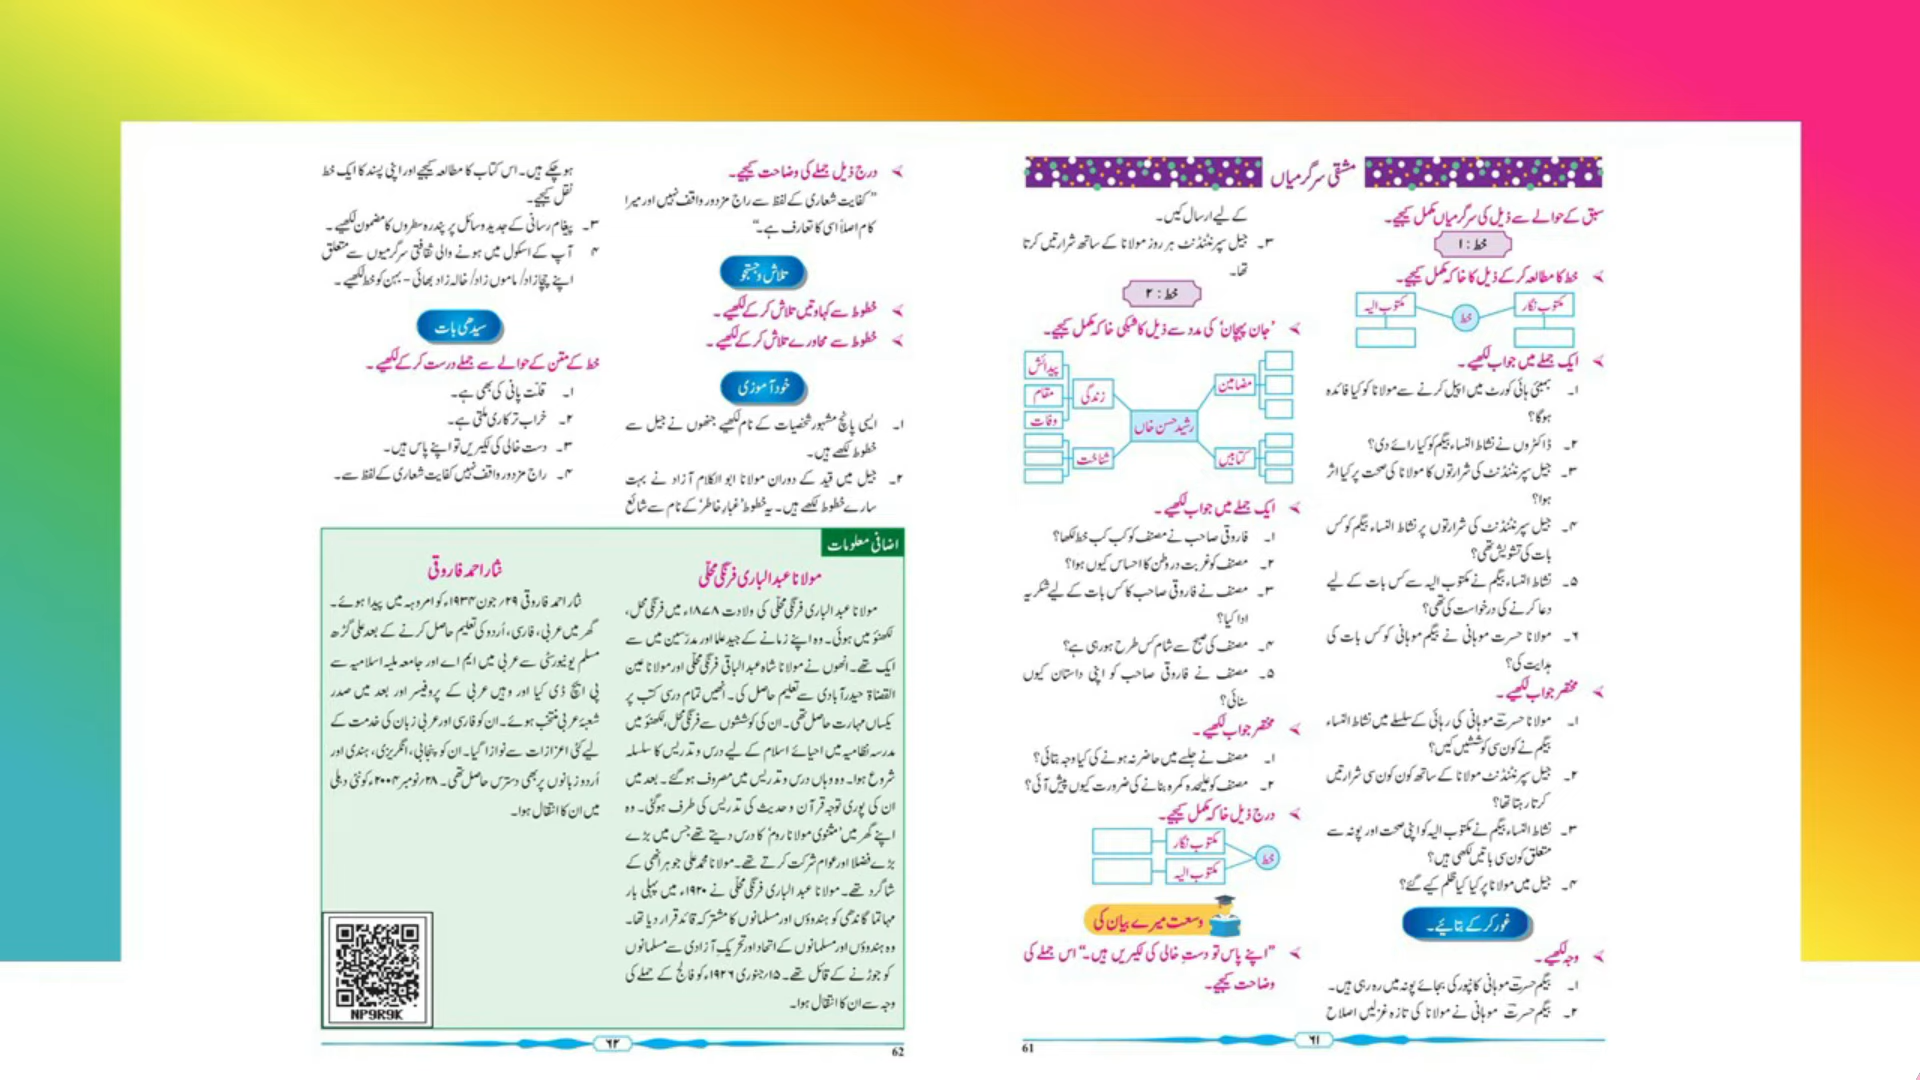 مشقی سرگرمیاں
سبق کے حوالے سے ذیل کی سرگرمیاں مکمل کیجیے۔
خط : ۱
خط کا مطالعہ کرکے ذیل کا خاکہ مکمل کیجیے۔
مکتوب نگار
خط
مکتوب الیہ
ایک جملے میں جواب لکھیے۔
۱۔ بمبئی ہائی کورٹ میں اپیل کرنے سے مولانا کو کیا فائدہ
ہوگا؟
۲۔ ڈاکٹروں نے نشاط النساء بیگم کو کیا رائے دی؟
۳۔ جیل سپرنٹنڈنٹ کی شرارتوں کا مولانا کی صحت پر کیا اثر
ہوا؟
۴۔ جیل سپرنٹنڈنٹ کی شرارتوں پر نشاط النساء بیگم کو کس
بات کی تشویش تھی؟
۵۔ نشاط النساء بیگم نے مکتوب الیہ سے کس بات کے لیے
دعا کرنے کی درخواست کی تھی؟
۶۔ مولانا حسرت موہانی نے بیگم موہانی کو کس بات کی
ہدایت کی؟
مختصر جواب لکھیے۔
۱۔ مولانا حسرتؔ موہانی کی رہائی کے سلسلے میں نشاط النساء
بیگم نے کون سی کوششیں کیں؟
۲۔ جیل سپرنٹنڈنٹ مولانا کے ساتھ کون کون سی شرارتیں
کرتا رہتا تھا؟
۳۔ نشاط النساء بیگم نے مکتوب الیہ کو اپنی صحت اور پونہ سے
متعلق کون سی باتیں لکھی ہیں؟
۴۔ جیل میں مولانا پر کیا کیا ظلم کیے گئے؟
غور کرکے بتائیے۔
وجہ لکھیے۔
۱۔ بیگم حسرتؔ موہانی کانپور کی بجائے پونہ میں رہ رہی ہیں۔
۲۔ بیگم حسرتؔ موہانی نے مولانا کی تازہ غزلیں اصلاح
کے لیے ارسال کیں۔
۳۔ جیل سپرنٹنڈنٹ ہر روز مولانا کے ساتھ شرارتیں کرتا
تھا۔
خط : ۲
'جان پہچان' کی مدد سے ذیل کا شبکی خاکہ مکمل کیجیے۔
مضامین
کتابیں
رشید حسن خاں
زندگی
شناخت
پیدائش
مقام
وفات
ایک جملے میں جواب لکھیے۔
۱۔ فاروقی صاحب نے مصنف کو کب کب خط لکھا؟
۲۔ مصنف کو غربت در وطن کا احساس کیوں ہوا؟
۳۔ مصنف نے فاروقی صاحب کا کس بات کے لیے شکریہ
ادا کیا؟
۴۔ مصنف کی صبح سے شام کس طرح ہو رہی ہے؟
۵۔ مصنف نے فاروقی صاحب کو اپنی داستان کیوں
سنائی؟
مختصر جواب لکھیے۔
۱۔ مصنف نے جلسے میں حاضر نہ ہونے کی کیا وجہ بتائی؟
۲۔ مصنف کو علیحدہ کمرہ بنانے کی ضرورت کیوں پیش آئی؟
درج ذیل خاکہ مکمل کیجیے۔
خط
مکتوب نگار
مکتوب الیہ
وسعت میرے بیان کی
"اپنے پاس تو دستِ خالی کی لکیریں ہیں۔" اس جملے کی
وضاحت کیجیے۔
۶۱
61
درج ذیل جملے کی وضاحت کیجیے۔
"کفایت شعاری کے لفظ سے راج مزدور واقف نہیں اور میرا
کام اصلاً اسی کا تعارف ہے۔"
تلاش و جستجو
خطوط سے کہاوتیں تلاش کرکے لکھیے۔
خطوط سے محاورے تلاش کرکے لکھیے۔
خود آموزی
۱۔ ایسی پانچ مشہور شخصیات کے نام لکھیے جنھوں نے جیل سے
خطوط لکھے ہیں۔
۲۔ جیل میں قید کے دوران مولانا ابوالکلام آزاد نے بہت
سارے خطوط لکھے ہیں۔ یہ خطوط 'غبارِ خاطر' کے نام سے شائع
ہو چکے ہیں۔ اس کتاب کا مطالعہ کیجیے اور اپنی پسند کا ایک خط
نقل کیجیے۔
۳۔ پیغام رسانی کے جدید وسائل پر پندرہ سطروں کا مضمون لکھیے۔
۴ آپ کے اسکول میں ہونے والی ثقافتی سرگرمیوں سے متعلق
اپنے چچا زاد/ ماموں زاد/ خالہ زاد بھائی - بہن کو خط لکھیے۔
سیدھی بات
خط کے متن کے حوالے سے جملے درست کرکے لکھیے۔
۱۔ قلت پانی کی بھی ہے۔
۲۔ خراب ترکاری ملتی ہے۔
۳۔ دست خالی کی لکیریں تو اپنے پاس ہیں۔
۴۔ راج مزدور واقف نہیں کفایت شعاری کے لفظ سے۔
اضافی معلومات
مولانا عبدالباری فرنگی محلّی
مولانا عبدالباری فرنگی محلّی کی ولادت ۱۸۷۸ء میں فرنگی محل،
لکھنؤ میں ہوئی۔ وہ اپنے زمانے کے جید علما اور مدرّسین میں سے
ایک تھے۔ انھوں نے مولانا شاہ عبدالباقی فرنگی محلّی اور مولانا عین
القضاۃ حیدرآبادی سے تعلیم حاصل کی۔ انھیں تمام درسی کتب پر
یکساں مہارت حاصل تھی۔ ان کی کوششوں سے فرنگی محل، لکھنؤ میں
مدرسہ نظامیہ میں احیائے اسلام کے لیے درس و تدریس کا سلسلہ
شروع ہوا۔ وہ وہاں درس و تدریس میں مصروف ہوگئے۔ بعد میں
ان کی پوری توجہ قرآن و حدیث کی تدریس کی طرف ہوگئی۔ وہ
اپنے گھر میں 'مثنوی مولانا روم' کا درس دیتے تھے جس میں بڑے
بڑے فضلا اور عوام شرکت کرتے تھے۔ مولانا محمد علی جوہر انھی کے
شاگرد تھے۔ مولانا عبدالباری فرنگی محلّی نے ۱۹۲۰ء میں پہلی بار
مہاتما گاندھی کو ہندوؤں اور مسلمانوں کا مشترکہ قائد قرار دیا تھا۔
وہ ہندوؤں اور مسلمانوں کے اتحاد اور تحریکِ آزادی سے مسلمانوں
کو جوڑنے کے قائل تھے۔ ۱۵/جنوری ۱۹۲۶ء کو فالج کے حملے کی
وجہ سے ان کا انتقال ہوا۔
نثار احمد فاروقی
نثار احمد فاروقی ۲۹/ جون ۱۹۳۴ء کو امروہہ میں پیدا ہوئے۔
گھر میں عربی، فارسی، اُردو کی تعلیم حاصل کرنے کے بعد علی گڑھ
مسلم یونیورسٹی سے عربی میں ایم اے اور جامعہ ملیہ اسلامیہ سے
پی ایچ ڈی کیا اور وہیں عربی کے پروفیسر اور بعد میں صدر
شعبۂ عربی منتخب ہوئے۔ ان کو فارسی اور عربی زبان کی خدمت کے
لیے کئی اعزازات سے نوازا گیا۔ ان کو پنجابی، انگریزی، ہندی اور
اُردو زبانوں پر بھی دسترس حاصل تھی۔ ۲۸/نومبر ۲۰۰۴ء کو نئی دہلی
میں ان کا انتقال ہوا۔
NP9R9K
۶۲
62